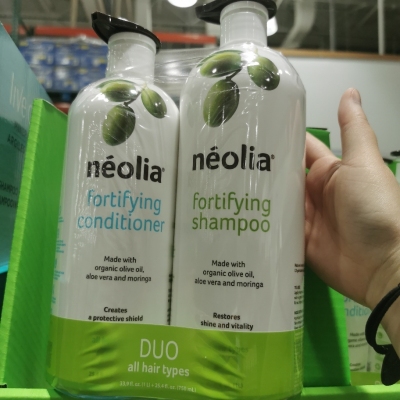 néolia
fortifying
conditioner
Made with
organic olive oil,
aloe vera and moringa
Creates
a protective shield
néolia
fortifying
shampoo
Made with
organic olive oil,
aloe vera and moringa
Restores
shine and vitality
DUO
all hair types